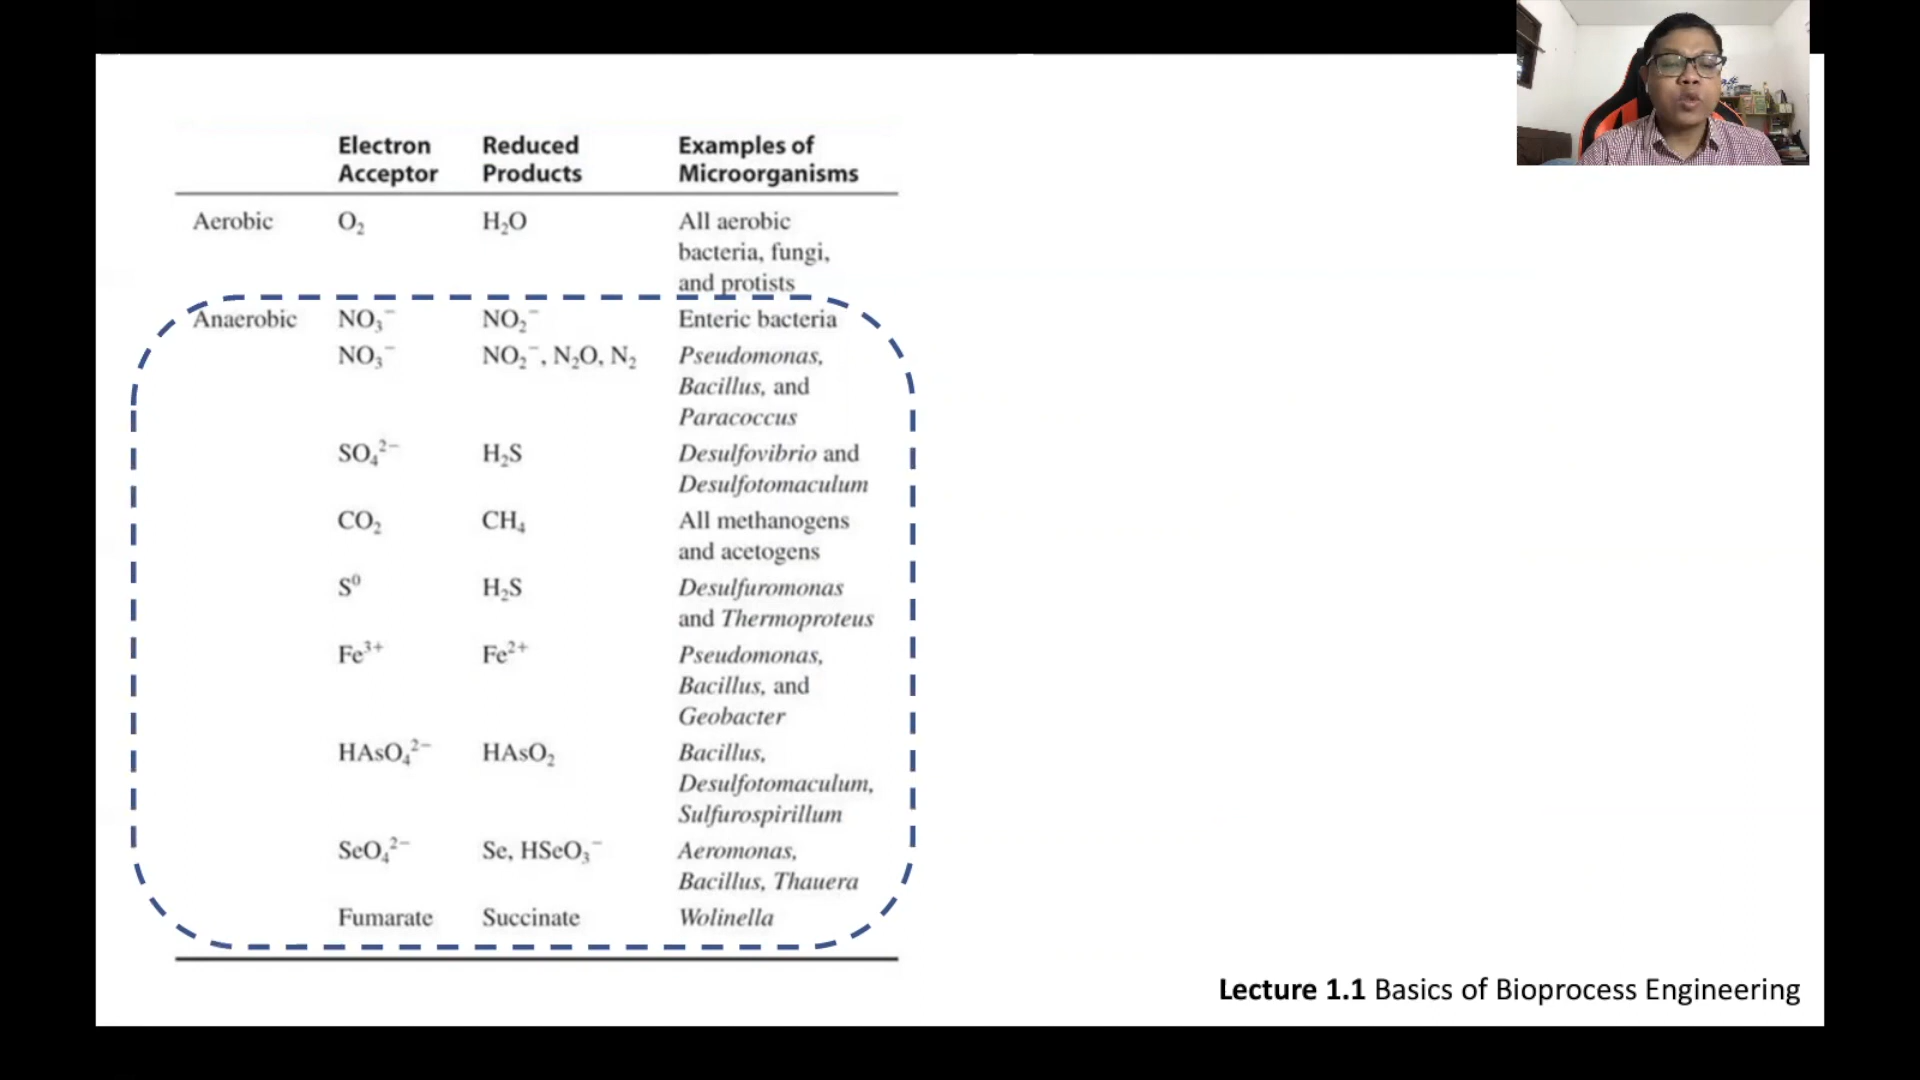 Electron Acceptor	Reduced Products	Examples of Microorganisms
Aerobic	O₂	H₂O	All aerobic
bacteria, fungi,
and protists
Anaerobic	NO₃⁻	NO₂⁻	Enteric bacteria
NO₃⁻	NO₂⁻, N₂O, N₂	Pseudomonas,
Bacillus, and
Paracoccus
SO₄²⁻	H₂S	Desulfovibrio and
Desulfotomaculum
CO₂	CH₄	All methanogens
and acetogens
S⁰	H₂S	Desulfuromonas
and Thermoproteus
Fe³⁺	Fe²⁺	Pseudomonas,
Bacillus, and
Geobacter
HAsO₄²⁻	HAsO₂	Bacillus,
Desulfotomaculum,
Sulfurospirillum
SeO₄²⁻	Se, HSeO₃⁻	Aeromonas,
Bacillus, Thauera
Fumarate	Succinate	Wolinella
Lecture 1.1 Basics of Bioprocess Engineering